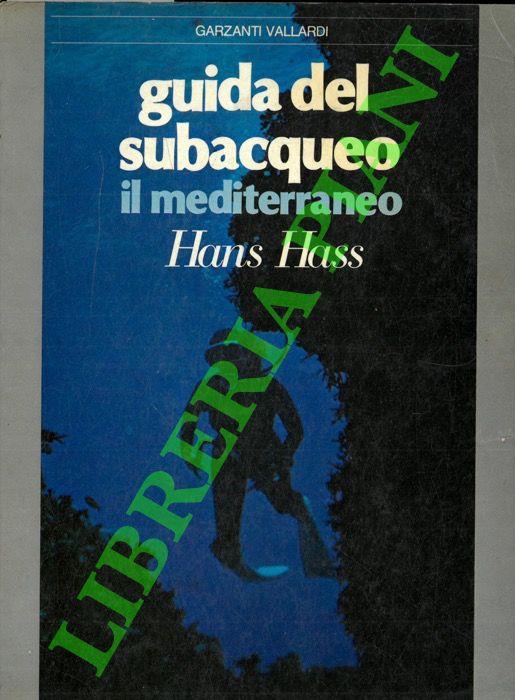 GARZANTI VALLARDI
guida del
subacqueo
il mediterraneo
Hans Hass
LIBRERIA PIANI